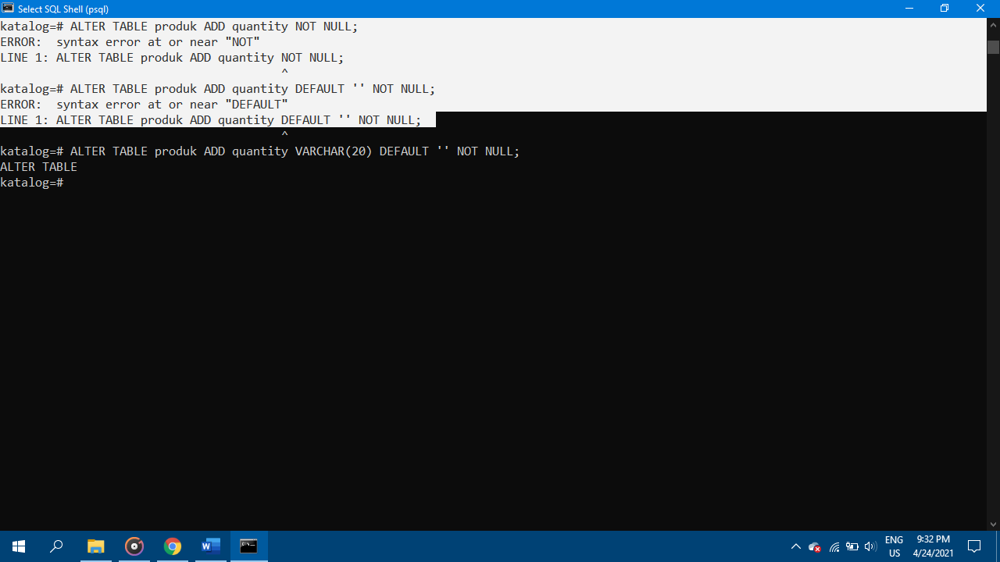 Select SQL Shell (psql)
katalog=# ALTER TABLE produk ADD quantity NOT NULL;
ERROR:  syntax error at or near "NOT"
LINE 1: ALTER TABLE produk ADD quantity NOT NULL;
^
katalog=# ALTER TABLE produk ADD quantity DEFAULT '' NOT NULL;
ERROR:  syntax error at or near "DEFAULT"
LINE 1: ALTER TABLE produk ADD quantity DEFAULT '' NOT NULL;
^
katalog=# ALTER TABLE produk ADD quantity VARCHAR(20) DEFAULT '' NOT NULL;
ALTER TABLE
katalog=#
ENG
US
9:32 PM
4/24/2021